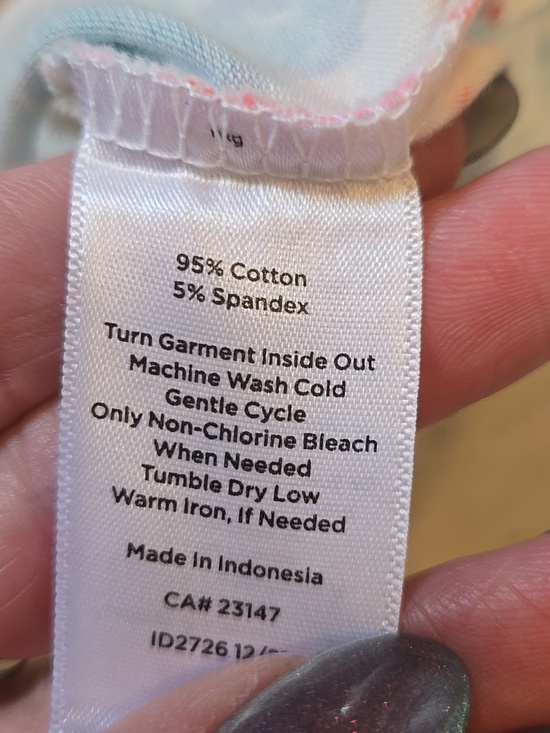 95% Cotton
5% Spandex
Turn Garment Inside Out
Machine Wash Cold
Gentle Cycle
Only Non-Chlorine Bleach
When Needed
Tumble Dry Low
Warm Iron, If Needed
Made in Indonesia
CA# 23147
ID2726